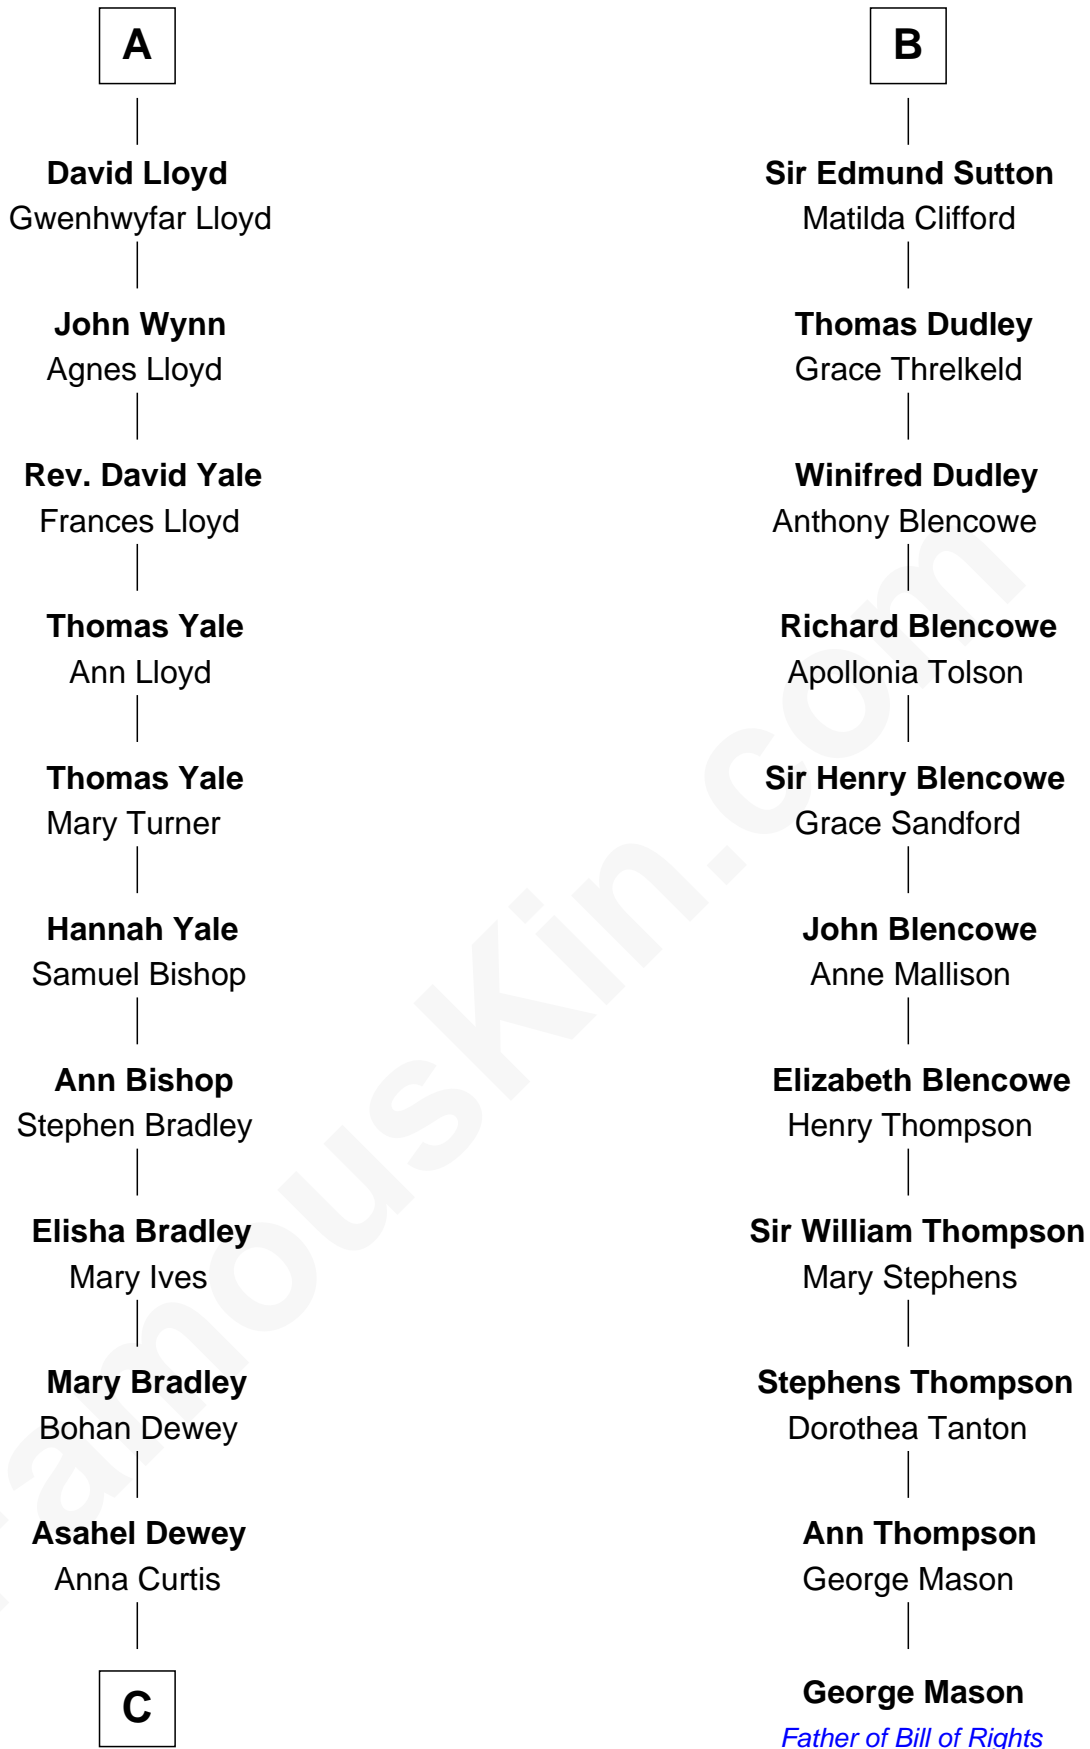 A
David Lloyd
Gwenhwyfar Lloyd
John Wynn
Agnes Lloyd
Rev. David Yale
Frances Lloyd
Thomas Yale
Ann Lloyd
Thomas Yale
Mary Turner
Hannah Yale
Samuel Bishop
Ann Bishop
Stephen Bradley
Elisha Bradley
Mary Ives
Mary Bradley
Bohan Dewey
Asahel Dewey
Anna Curtis
C
B
Sir Edmund Sutton
Matilda Clifford
Thomas Dudley
Grace Threlkeld
Winifred Dudley
Anthony Blencowe
Richard Blencowe
Apollonia Tolson
Sir Henry Blencowe
Grace Sandford
John Blencowe
Anne Mallison
Elizabeth Blencowe
Henry Thompson
Sir William Thompson
Mary Stephens
Stephens Thompson
Dorothea Tanton
Ann Thompson
George Mason
George Mason
Father of Bill of Rights
FamousKin.com